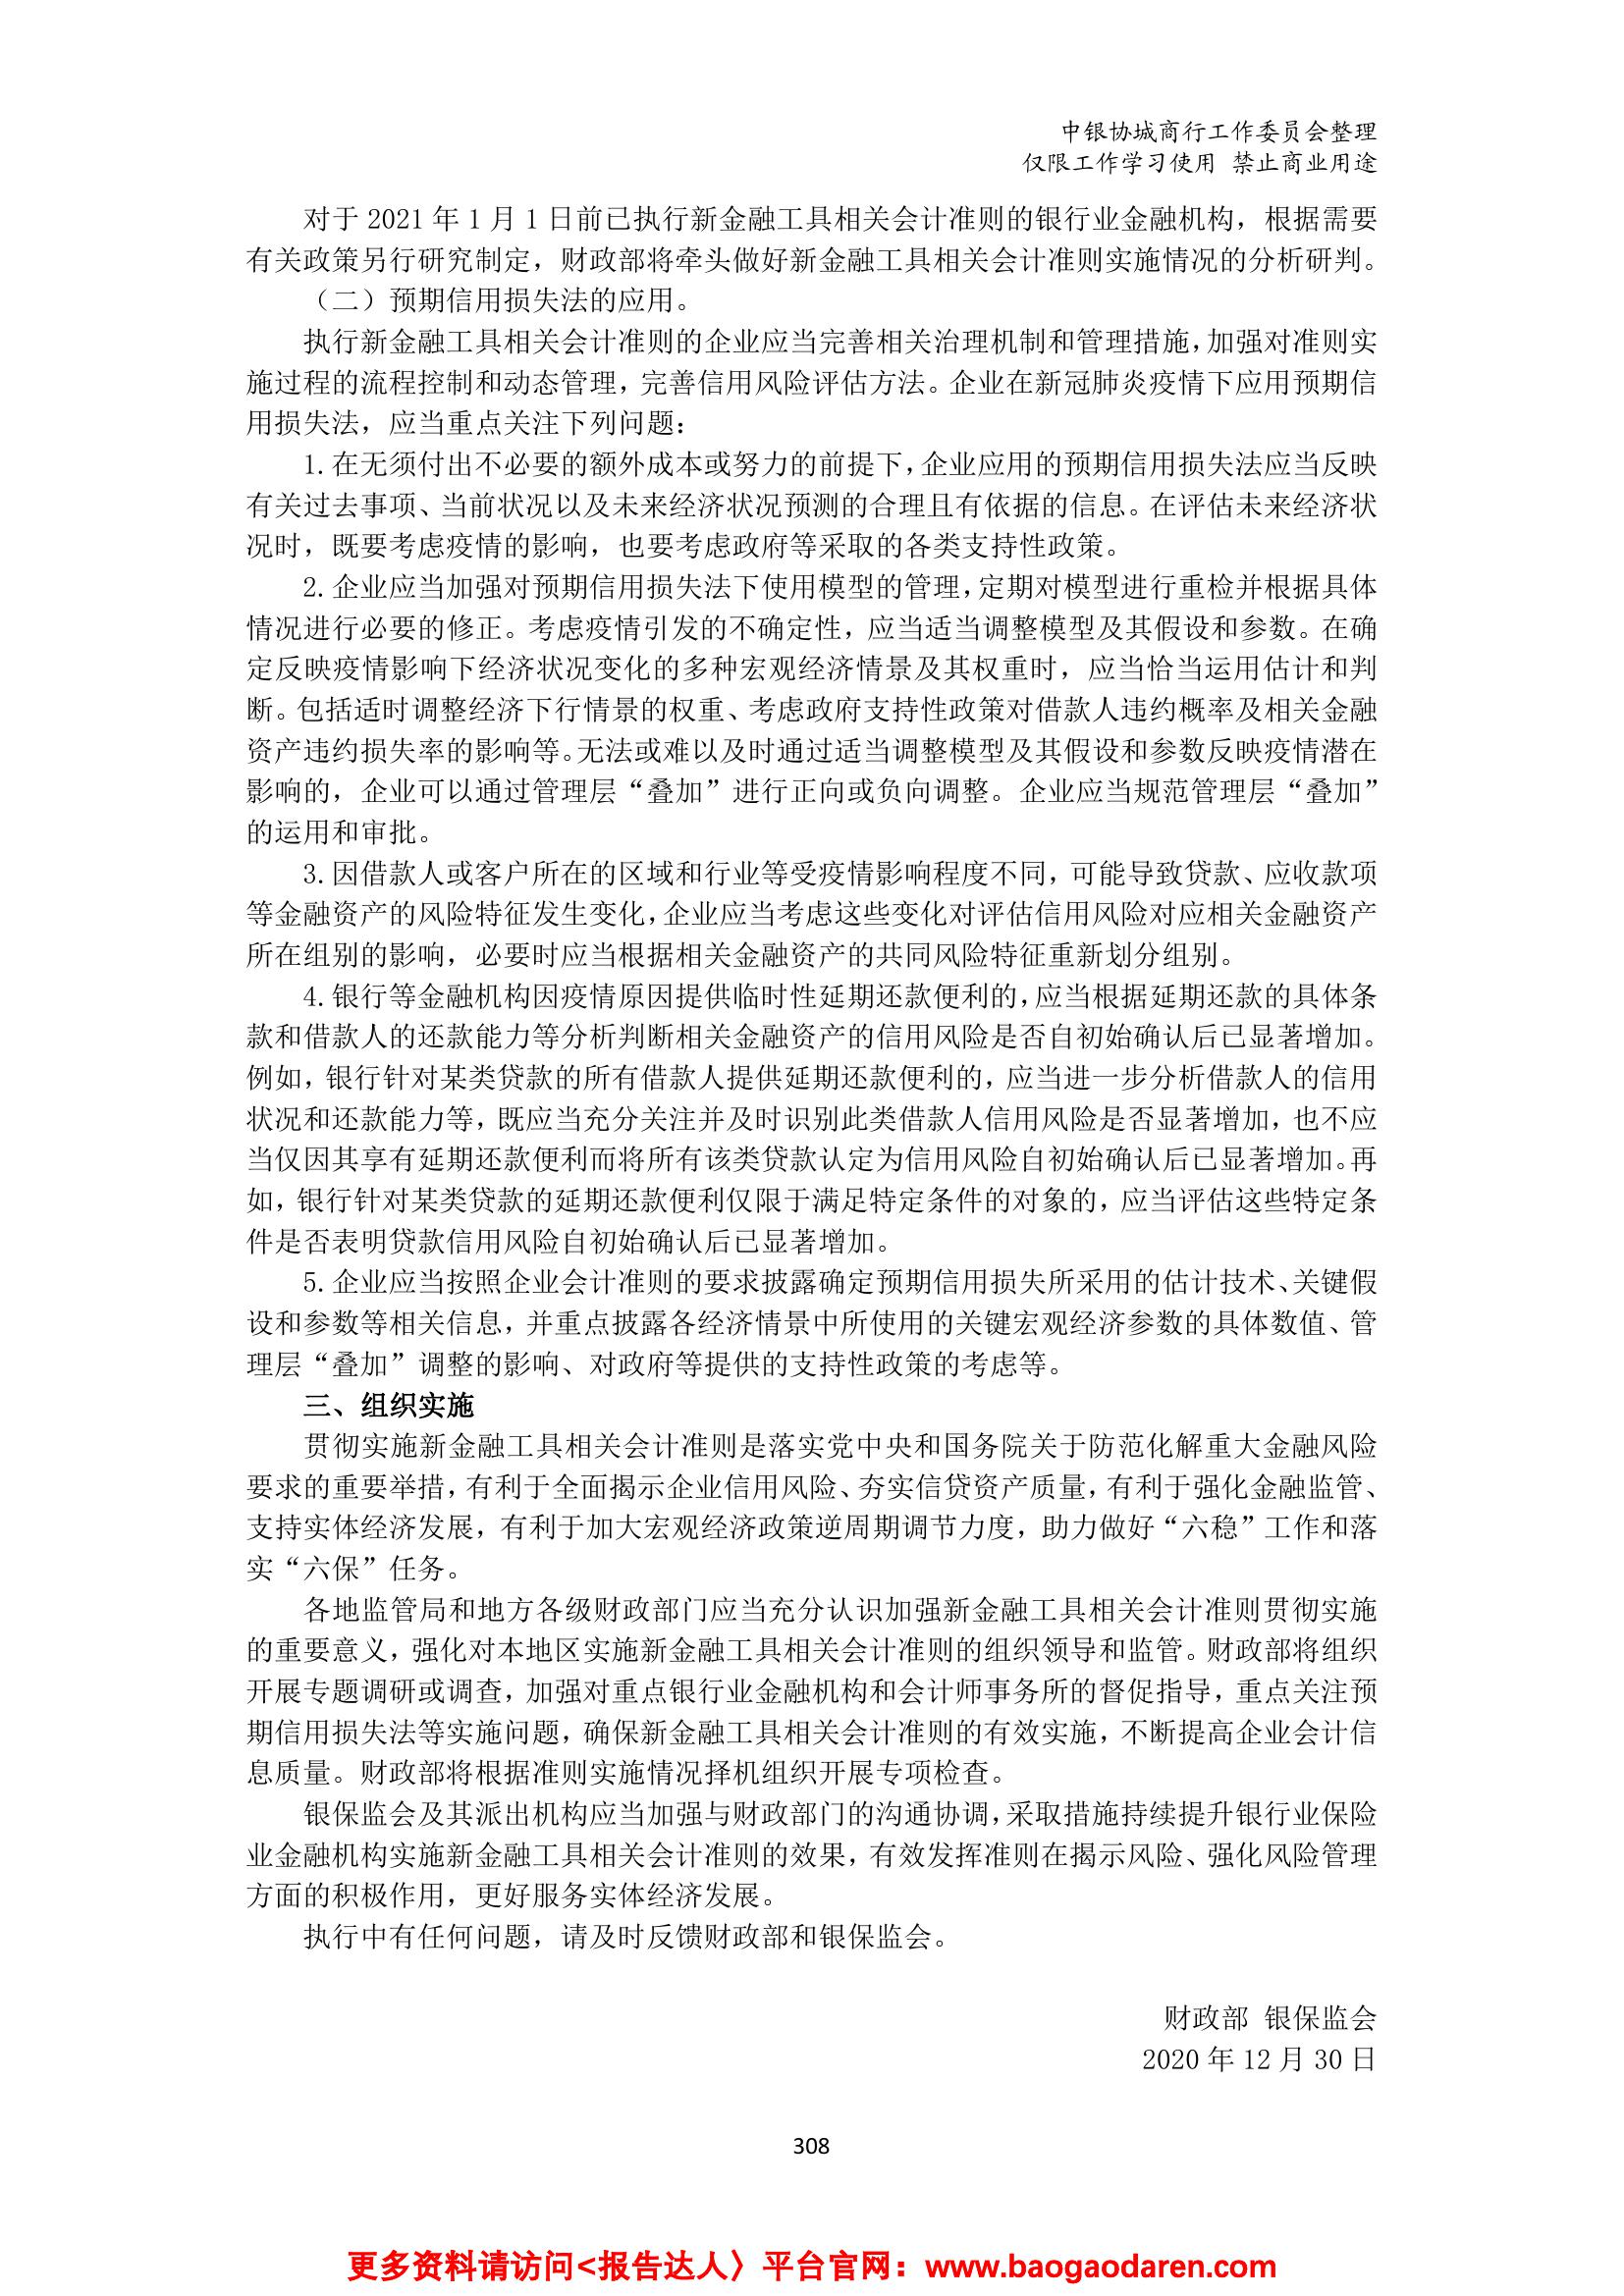 中银协城商行工作委员会整理
仅限工作学习使用 禁止商业用途
对于 2021 年 1 月 1 日前已执行新金融工具相关会计准则的银行业金融机构，根据需要
有关政策另行研究制定，财政部将牵头做好新金融工具相关会计准则实施情况的分析研判。
（二）预期信用损失法的应用。
执行新金融工具相关会计准则的企业应当完善相关治理机制和管理措施，加强对准则实
施过程的流程控制和动态管理，完善信用风险评估方法。企业在新冠肺炎疫情下应用预期信
用损失法，应当重点关注下列问题：
1.在无须付出不必要的额外成本或努力的前提下，企业应用的预期信用损失法应当反映
有关过去事项、当前状况以及未来经济状况预测的合理且有依据的信息。在评估未来经济状
况时，既要考虑疫情的影响，也要考虑政府等采取的各类支持性政策。
2.企业应当加强对预期信用损失法下使用模型的管理，定期对模型进行重检并根据具体
情况进行必要的修正。考虑疫情引发的不确定性，应当适当调整模型及其假设和参数。在确
定反映疫情影响下经济状况变化的多种宏观经济情景及其权重时，应当恰当运用估计和判
断。包括适时调整经济下行情景的权重、考虑政府支持性政策对借款人违约概率及相关金融
资产违约损失率的影响等。无法或难以及时通过适当调整模型及其假设和参数反映疫情潜在
影响的，企业可以通过管理层“叠加”进行正向或负向调整。企业应当规范管理层“叠加”
的运用和审批。
3.因借款人或客户所在的区域和行业等受疫情影响程度不同，可能导致贷款、应收款项
等金融资产的风险特征发生变化，企业应当考虑这些变化对评估信用风险对应相关金融资产
所在组别的影响，必要时应当根据相关金融资产的共同风险特征重新划分组别。
4.银行等金融机构因疫情原因提供临时性延期还款便利的，应当根据延期还款的具体条
款和借款人的还款能力等分析判断相关金融资产的信用风险是否自初始确认后已显著增加。
例如，银行针对某类贷款的所有借款人提供延期还款便利的，应当进一步分析借款人的信用
状况和还款能力等，既应当充分关注并及时识别此类借款人信用风险是否显著增加，也不应
当仅因其享有延期还款便利而将所有该类贷款认定为信用风险自初始确认后已显著增加。再
如，银行针对某类贷款的延期还款便利仅限于满足特定条件的对象的，应当评估这些特定条
件是否表明贷款信用风险自初始确认后已显著增加。
5.企业应当按照企业会计准则的要求披露确定预期信用损失所采用的估计技术、关键假
设和参数等相关信息，并重点披露各经济情景中所使用的关键宏观经济参数的具体数值、管
理层“叠加”调整的影响、对政府等提供的支持性政策的考虑等。
三、组织实施
贯彻实施新金融工具相关会计准则是落实党中央和国务院关于防范化解重大金融风险
要求的重要举措，有利于全面揭示企业信用风险、夯实信贷资产质量，有利于强化金融监管、
支持实体经济发展，有利于加大宏观经济政策逆周期调节力度，助力做好“六稳”工作和落
实“六保”任务。
各地监管局和地方各级财政部门应当充分认识加强新金融工具相关会计准则贯彻实施
的重要意义，强化对本地区实施新金融工具相关会计准则的组织领导和监管。财政部将组织
开展专题调研或调查，加强对重点银行业金融机构和会计师事务所的督促指导，重点关注预
期信用损失法等实施问题，确保新金融工具相关会计准则的有效实施，不断提高企业会计信
息质量。财政部将根据准则实施情况择机组织开展专项检查。
银保监会及其派出机构应当加强与财政部门的沟通协调，采取措施持续提升银行业保险
业金融机构实施新金融工具相关会计准则的效果，有效发挥准则在揭示风险、强化风险管理
方面的积极作用，更好服务实体经济发展。
执行中有任何问题，请及时反馈财政部和银保监会。
财政部 银保监会
2020 年 12 月 30 日
308
更多资料请访问<报告达人〉平台官网：www.baogaodaren.com